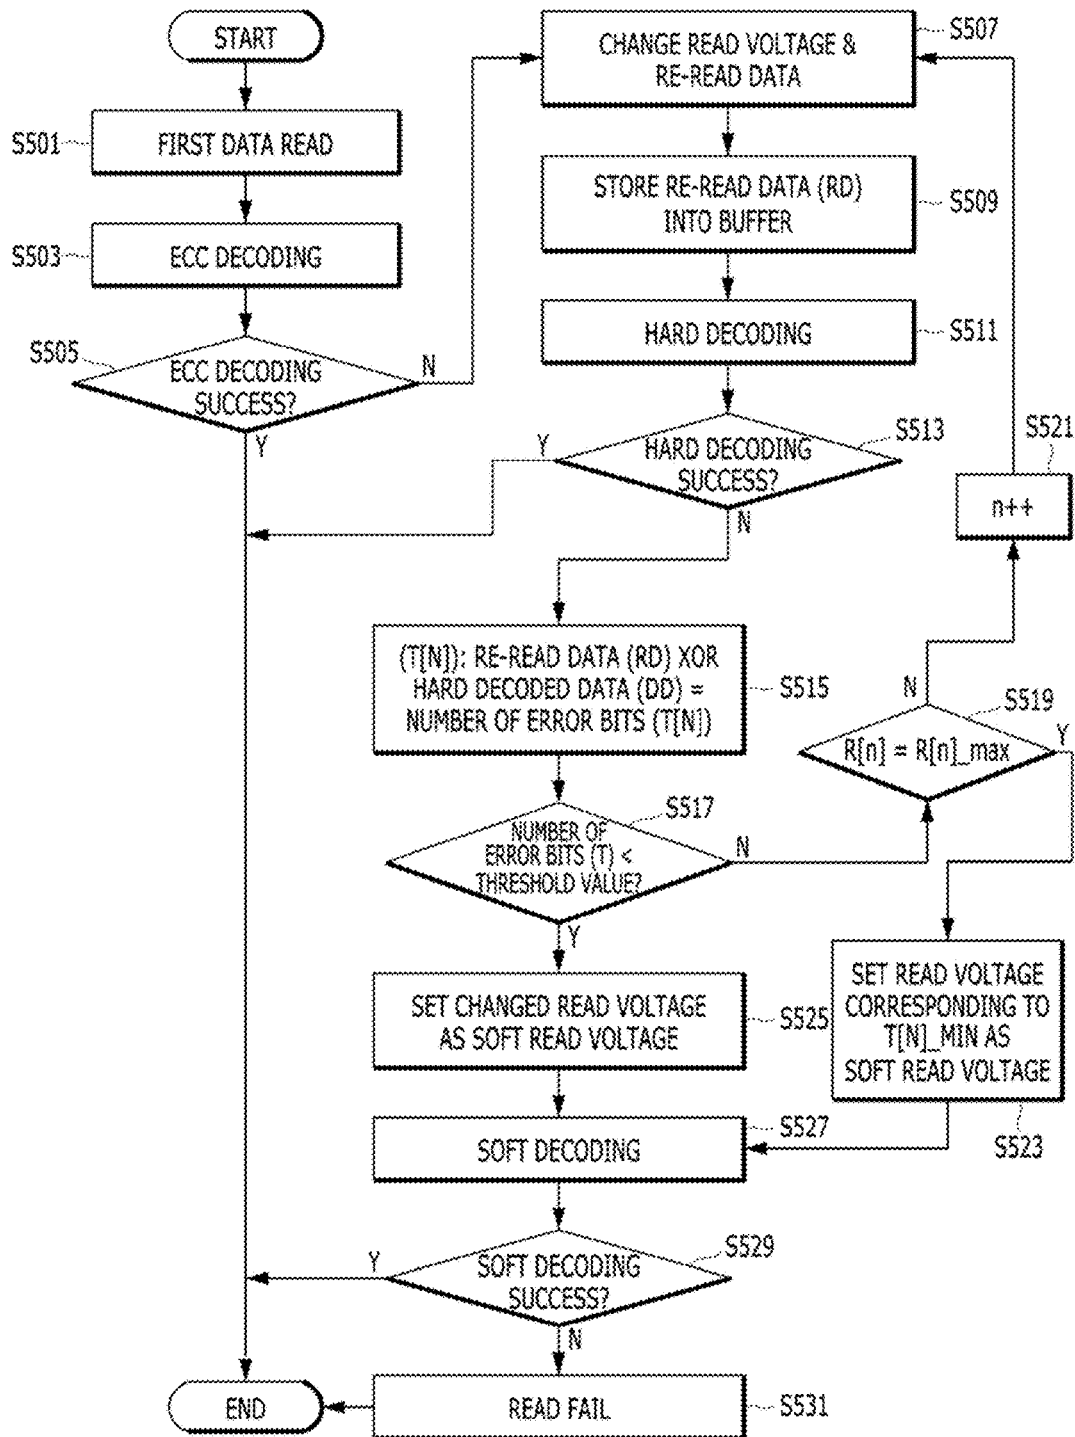 START
S501
FIRST DATA READ
S503
ECC DECODING
S505
ECC DECODING
SUCCESS?
N
Y
CHANGE READ VOLTAGE &
RE-READ DATA
S507
STORE RE-READ DATA (RD)
INTO BUFFER
S509
HARD DECODING
S511
HARD DECODING
SUCCESS?
S513
Y
N
S521
n++
(T[N]): RE-READ DATA (RD) XOR
HARD DECODED DATA (DD) =
NUMBER OF ERROR BITS (T[N])
S515
N
S519
R[n] = R[n]_max
Y
S517
NUMBER OF
ERROR BITS (T) <
THRESHOLD VALUE?
N
Y
SET CHANGED READ VOLTAGE
AS SOFT READ VOLTAGE
S525
SET READ VOLTAGE
CORRESPONDING TO
T[N]_MIN AS
SOFT READ VOLTAGE
S523
SOFT DECODING
S527
SOFT DECODING
SUCCESS?
S529
Y
N
END
READ FAIL
S531